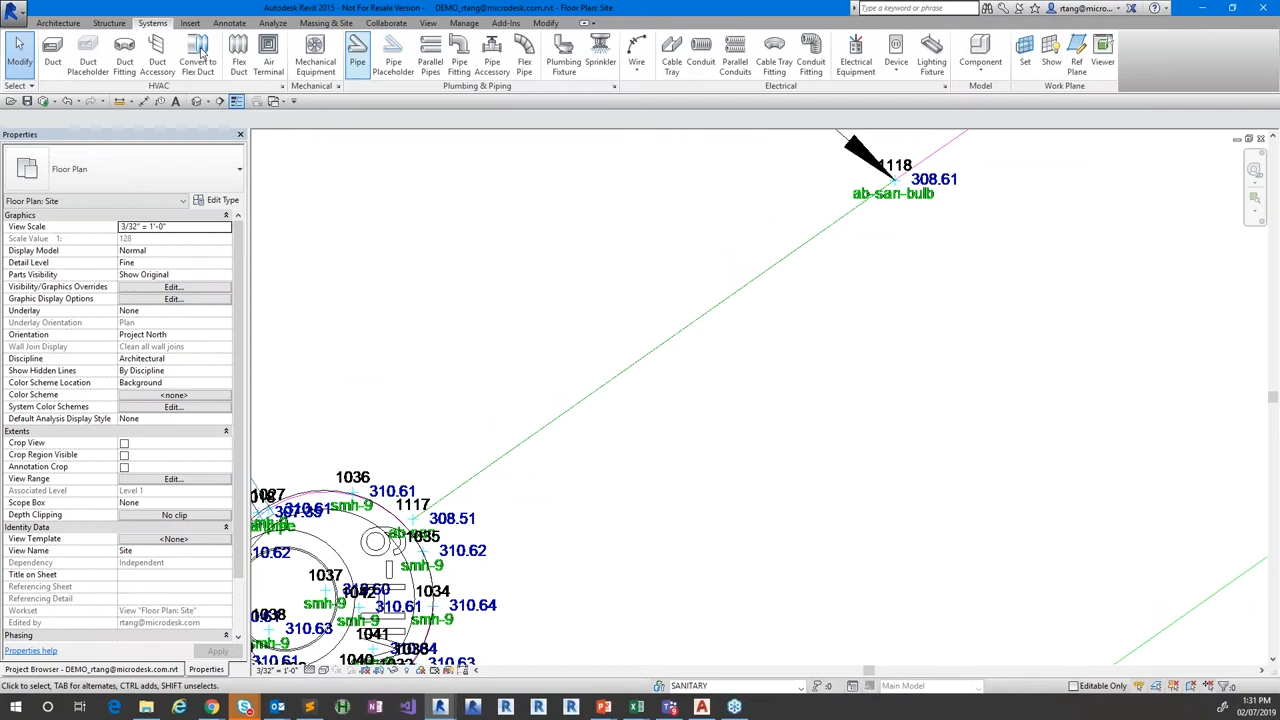 Autodesk Revit 2015 - Not For Resale Version - DEMO_rtang@microdesk.com.rvt - Floor Plan: Site
Type a keyword or phrase
rtang@micro...
Architecture Structure Systems Insert Annotate Analyze Massing & Site Collaborate View Manage Add-Ins Modify
Modify Duct Duct Placeholder Duct Fitting Duct Accessory Convert to Flex Duct Flex Duct Air Terminal Mechanical Equipment Pipe Pipe Placeholder Parallel Pipes Pipe Fitting Pipe Accessory Flex Pipe Plumbing Fixture Sprinkler Wire Cable Tray Conduit Parallel Conduits Cable Tray Fitting Conduit Fitting Electrical Equipment Device Lighting Fixture Component Set Show Ref Plane Viewer
Select HVAC Mechanical Plumbing & Piping Electrical Model Work Plane
Properties
Floor Plan
Floor Plan: Site Edit Type
Graphics
View Scale 3/32" = 1'-0"
Scale Value 1: 128
Display Model Normal
Detail Level Fine
Parts Visibility Show Original
Visibility/Graphics Overrides Edit...
Graphic Display Options Edit...
Underlay None
Underlay Orientation Plan
Orientation Project North
Wall Join Display Clean all wall joins
Discipline Architectural
Show Hidden Lines By Discipline
Color Scheme Location Background
Color Scheme <none>
System Color Schemes Edit...
Default Analysis Display Style None
Extents
Crop View
Crop Region Visible
Annotation Crop
View Range Edit...
Associated Level Level 1
Scope Box None
Depth Clipping No clip
Identity Data
View Template <None>
View Name Site
Dependency Independent
Title on Sheet
Referencing Sheet
Referencing Detail
Workset View "Floor Plan: Site"
Edited by rtang@microdesk.com
Phasing
Properties help Apply
Project Browser - DEMO_rtang@microdesk.com.rvt Properties
1118
308.61
ab-san-bulb
1036
310.61
smh-9
1117
308.51
ab-san
1027
1035
310.62
smh-9
1037
smh-9
1034
310.64
smh-9
310.61
smh-9
1038
310.63
1041
1040
310.63
3/32" = 1'-0"
Click to select, TAB for alternates, CTRL adds, SHIFT unselects.
SANITARY :0 Main Model Editable Only :0
1:31 PM
02/07/2019